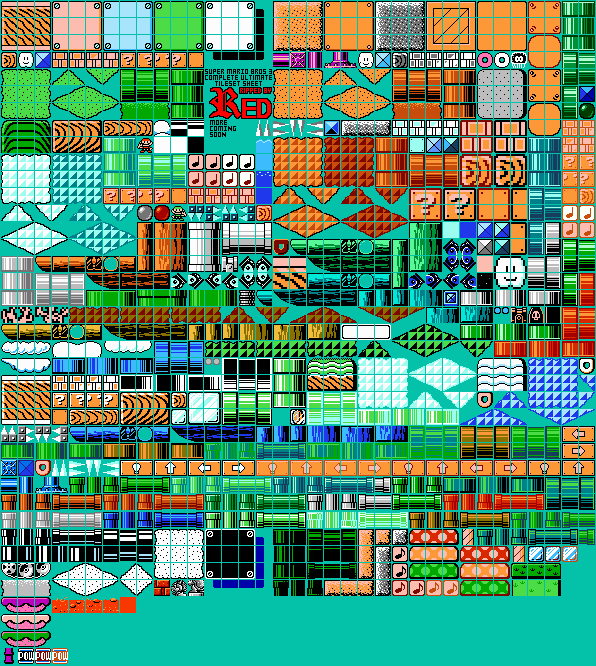 SUPER MARIO BROS 3
COMPLETE ULTIMATE
TILESET SHEET
RIPPED BY
RED
MORE
COMING
SOON
POW POW POW